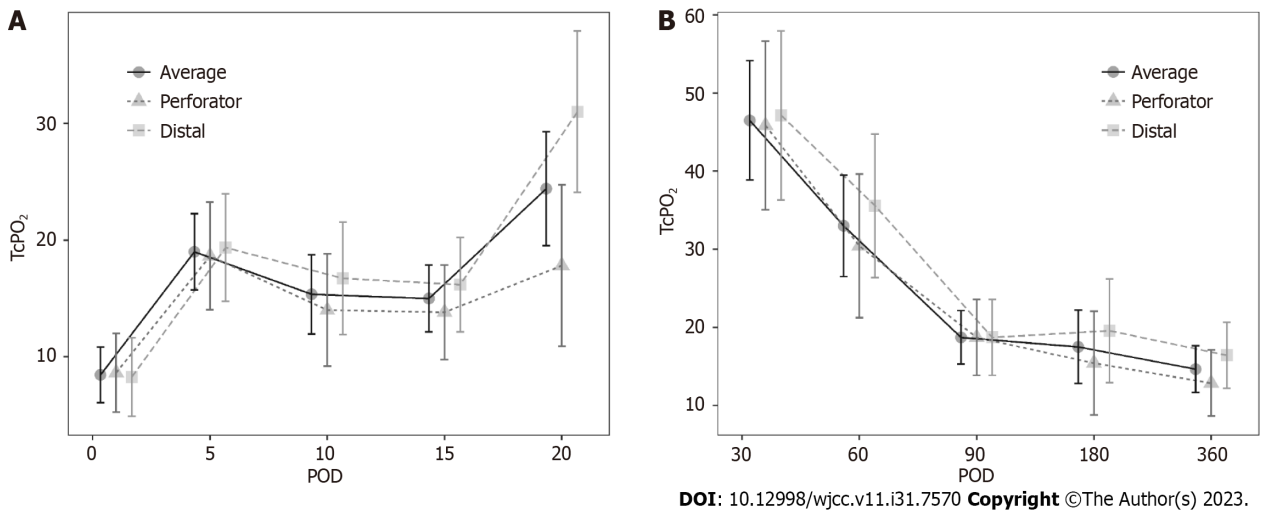 A
TcPO2
30
20
10
Average
Perforator
Distal
0 5 10 15 20
POD
B
TcPO2
60
50
40
30
20
10
Average
Perforator
Distal
30 60 90 180 360
POD
DOI: 10.12998/wjcc.v11.i31.7570 Copyright ©The Author(s) 2023.